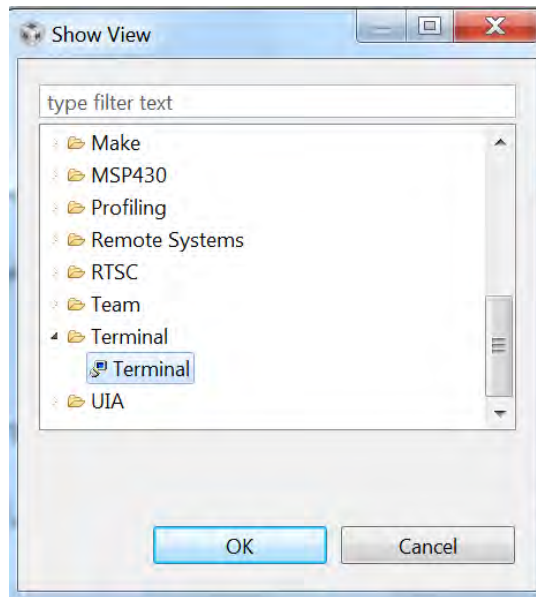 Show View
type filter text
Make
MSP430
Profiling
Remote Systems
RTSC
Team
Terminal
Terminal
UIA
OK Cancel